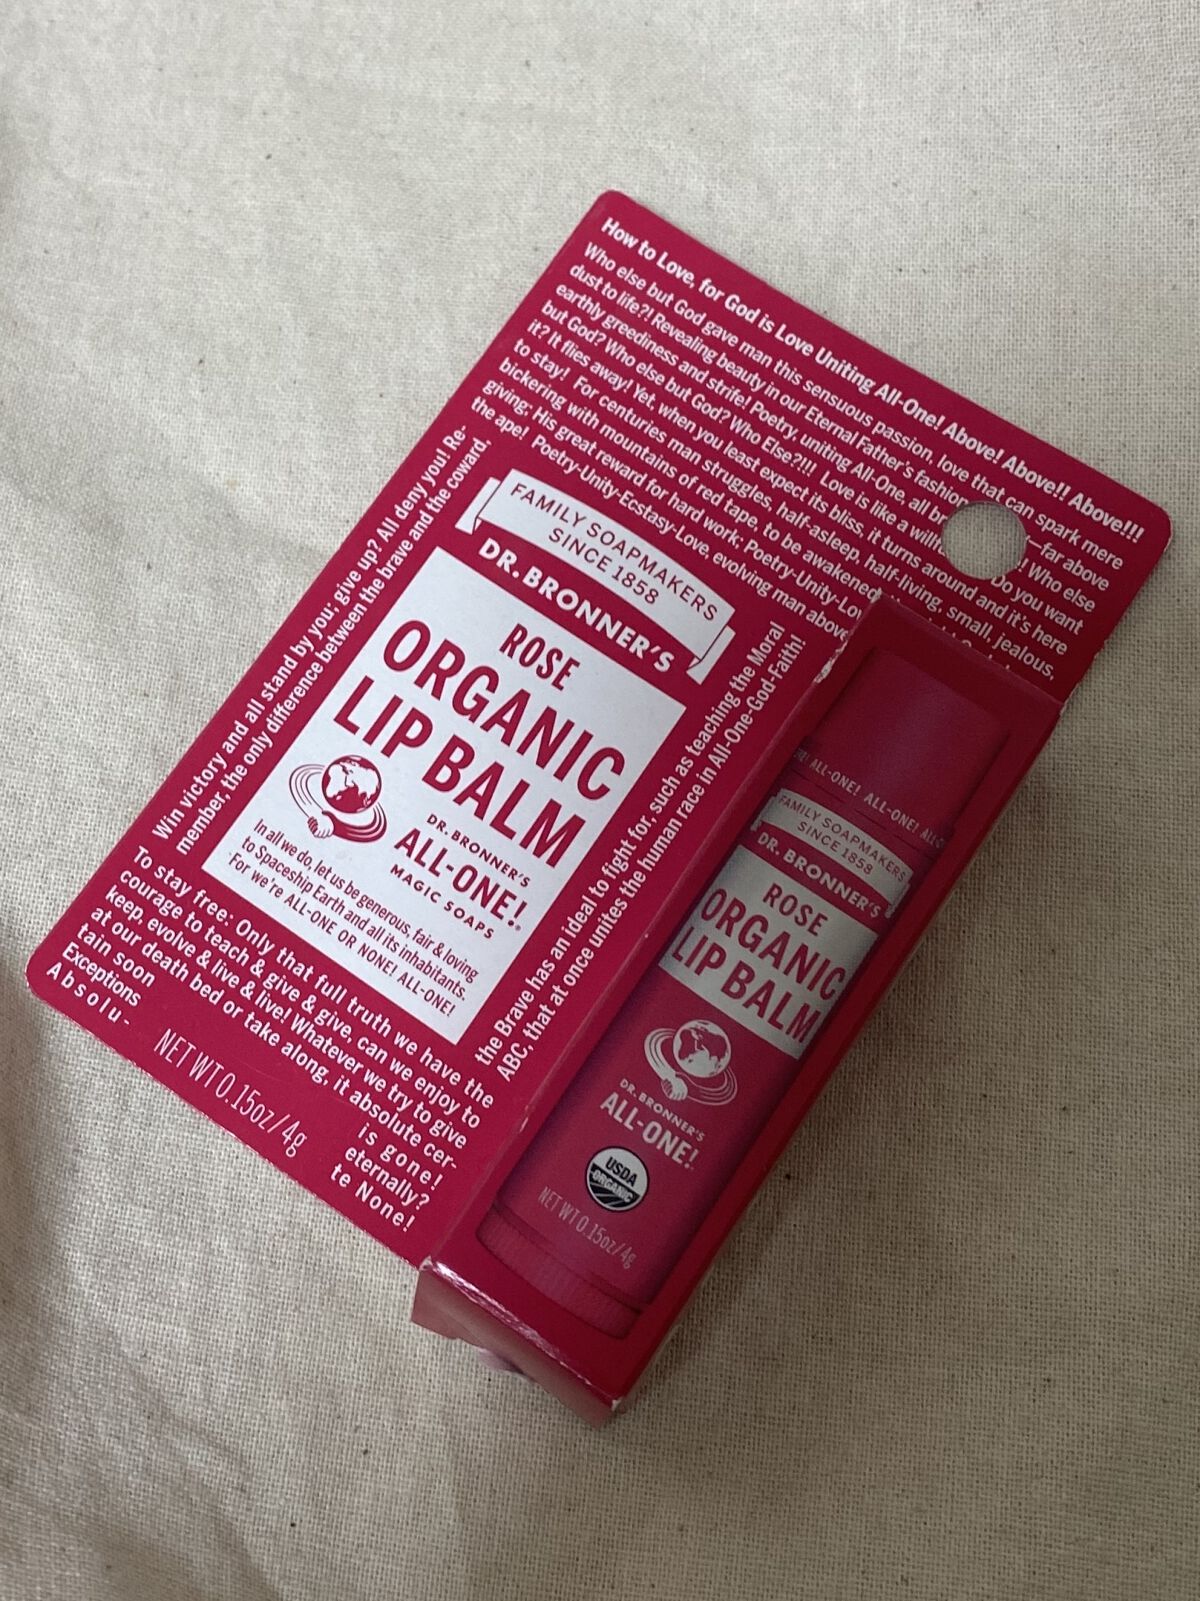 How to Love, for God is Love Uniting All-One! Above! Above!! Above!!!
Who else but God gave man this sensuous passion, love that can spark mere
dust to life?! Revealing beauty in our Eternal Father's fashion far above
earthly greediness and strife! Poetry, uniting All-One, all ! Who else
but God? Who else but God? Who Else?!!! Love is like a Do you want
it? It flies away! Yet, when you least expect its bliss, it turns around and it's here
to stay! For centuries man struggles, half-asleep, half-living, small, jealous,
bickering with mountains of red tape, to be awakened
giving: His great reward for hard work: Poetry-Unity-
the ape! Poetry-Unity-Ecstasy-Love, evolving man above
Win victory and all stand by you; give up? All deny you! Re-
member, the only difference between the brave and the coward,
FAMILY SOAPMAKERS
SINCE 1858
DR. BRONNER'S
ROSE
ORGANIC
LIP BALM
DR. BRONNER'S
ALL-ONE!
MAGIC SOAPS
In all we do, let us be generous, fair & loving
to Spaceship Earth and all its inhabitants.
For we're ALL-ONE OR NONE! ALL-ONE!
the Brave has an ideal to fight for, such as teaching the Moral
ABC, that at once unites the human race in All-One-God-Faith!
To stay free: Only that full truth we have the
courage to teach & give & give, can we enjoy to
keep, evolve & live & live! Whatever we try to give
at our death bed or take along, it absolute cer-
tain soon is gone!
Exceptions eternally?
Absolu- te None!
NET WT 0.15oz/4g
ALL-ONE! ALL-ONE!
FAMILY SOAPMAKERS
SINCE 1858
DR. BRONNER'S
ROSE
ORGANIC
LIP BALM
DR. BRONNER'S
ALL-ONE!
USDA
ORGANIC
NET WT 0.15oz/4g